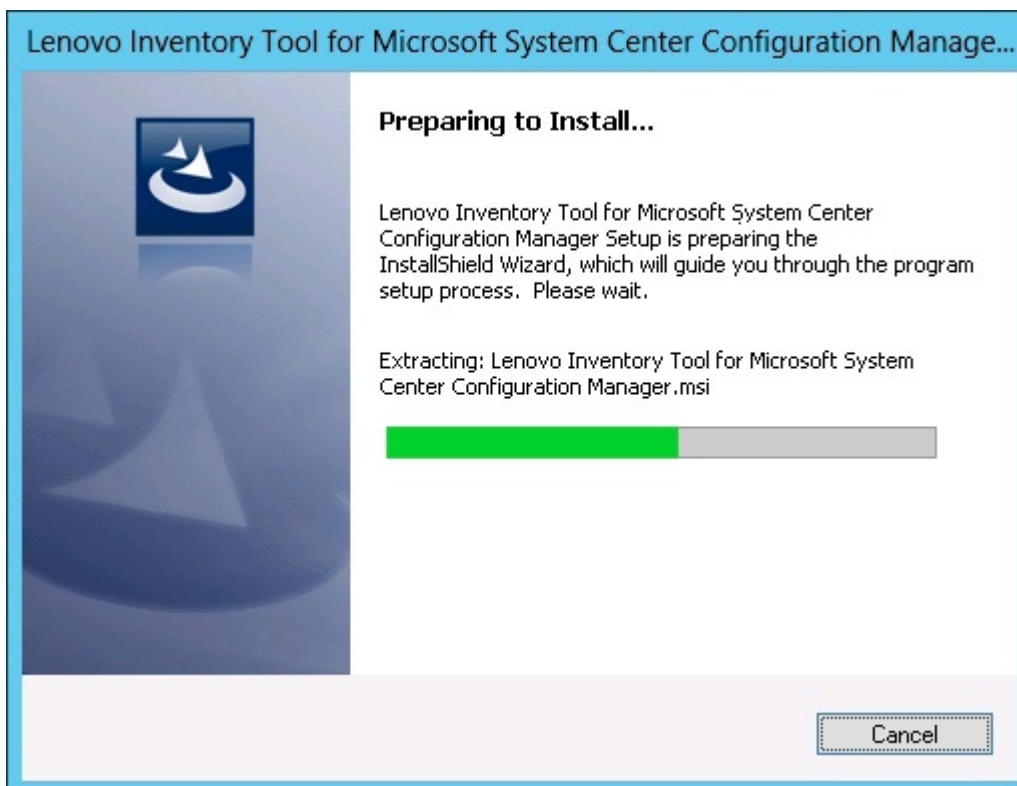 Lenovo Inventory Tool for Microsoft System Center Configuration Manage...
Preparing to Install...
Lenovo Inventory Tool for Microsoft System Center
Configuration Manager Setup is preparing the
InstallShield Wizard, which will guide you through the program
setup process.  Please wait.
Extracting: Lenovo Inventory Tool for Microsoft System
Center Configuration Manager.msi
Cancel